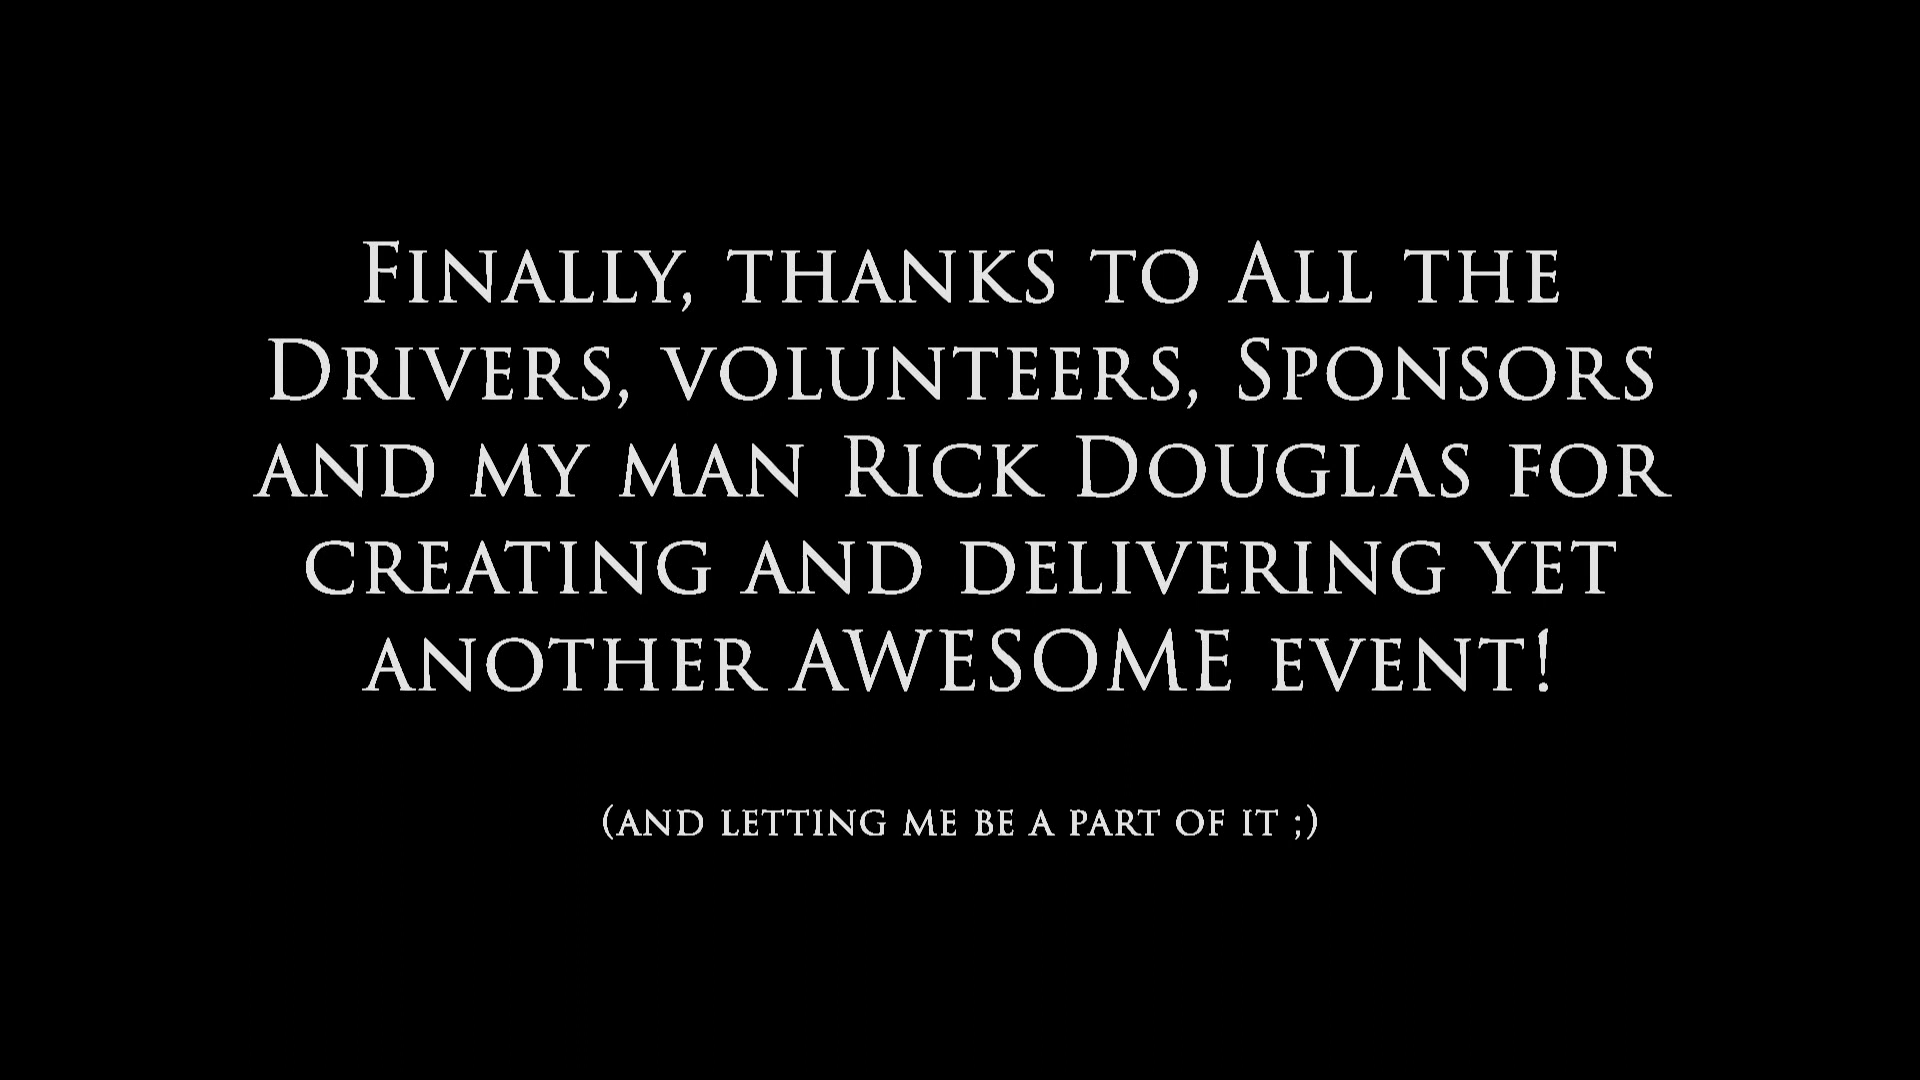 Finally, thanks to All the
Drivers, volunteers, Sponsors
and my man Rick Douglas for
creating and delivering yet
another AWESOME event!
(and letting me be a part of it ;)